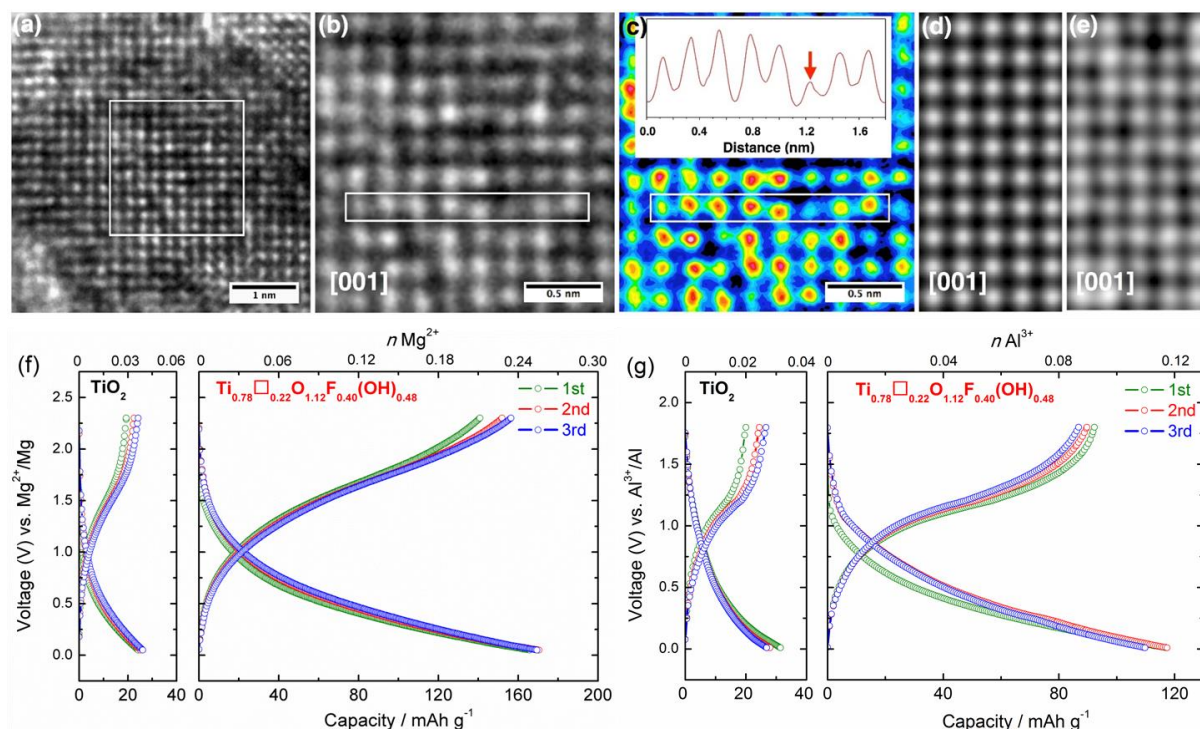 (a)
1 nm
(b)
[001]
0.5 nm
(c)
0.0 0.4 0.8 1.2 1.6
Distance (nm)
0.5 nm
(d)
[001]
(e)
[001]
(f)
n Mg²⁺
0 0.03 0.06
0 0.06 0.12 0.18 0.24 0.30
TiO₂
Ti₀.₇₈□₀.₂₂O₁.₁₂F₀.₄₀(OH)₀.₄₈
1st
2nd
3rd
Voltage (V) vs. Mg²⁺/Mg
2.5
2.0
1.5
1.0
0.5
0.0
0 20 40
0 40 80 120 160 200
Capacity / mAh g⁻¹
(g)
n Al³⁺
0 0.02 0.04
0 0.04 0.08 0.12
TiO₂
Ti₀.₇₈□₀.₂₂O₁.₁₂F₀.₄₀(OH)₀.₄₈
1st
2nd
3rd
Voltage (V) vs. Al³⁺/Al
2.0
1.5
1.0
0.5
0.0
0 20 40
0 40 80 120
Capacity / mAh g⁻¹